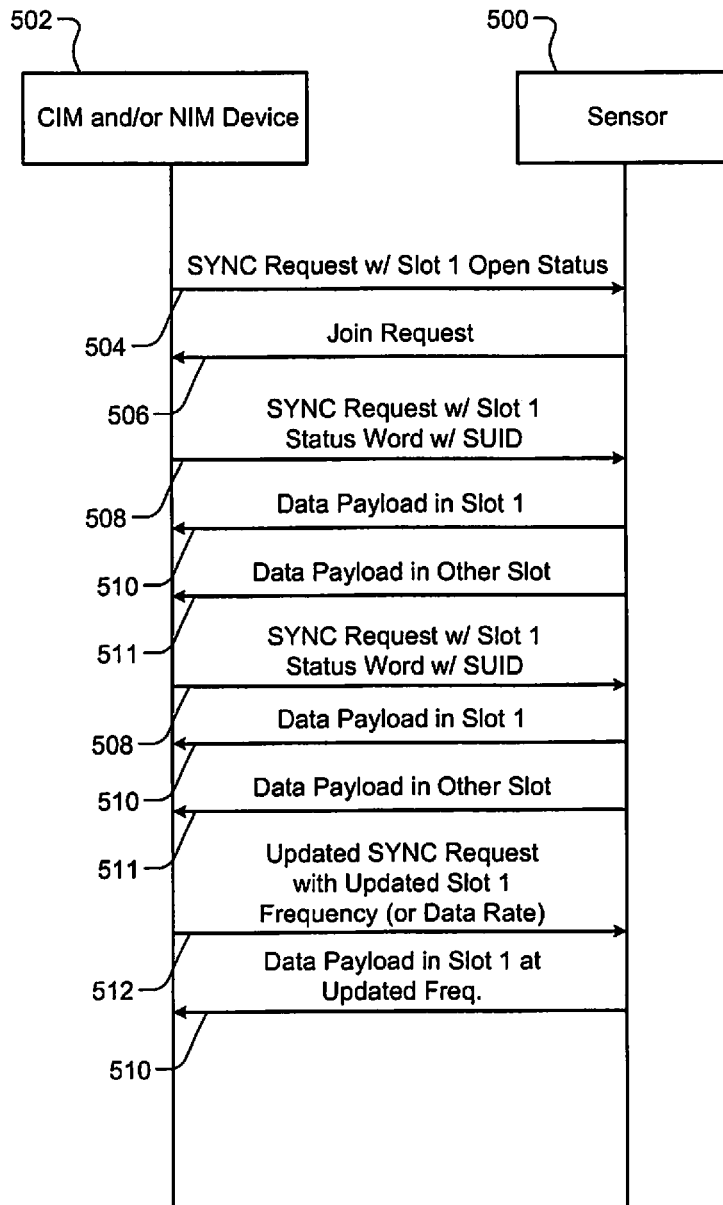 502
500
CIM and/or NIM Device
Sensor
SYNC Request w/ Slot 1 Open Status
504
Join Request
506
SYNC Request w/ Slot 1
Status Word w/ SUID
508
Data Payload in Slot 1
510
Data Payload in Other Slot
511
SYNC Request w/ Slot 1
Status Word w/ SUID
508
Data Payload in Slot 1
510
Data Payload in Other Slot
511
Updated SYNC Request
with Updated Slot 1
Frequency (or Data Rate)
512
Data Payload in Slot 1 at
Updated Freq.
510